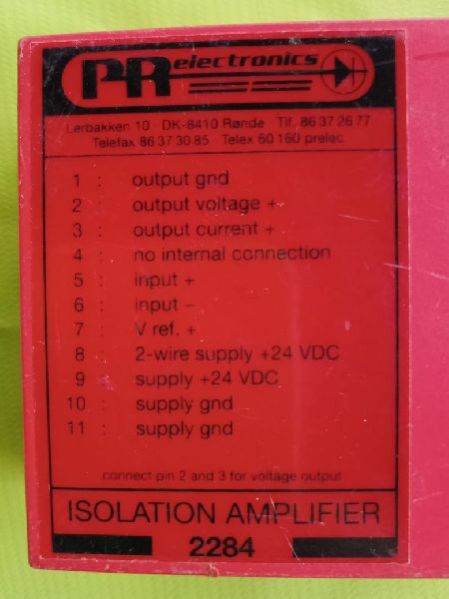 PR electronics
Lerbakken 10 · DK-8410 Rønde Tlf. 86 37 26 77
Telefax 86 37 30 85 Telex 60 160 prelec
1 : output gnd
2 : output voltage +
3 : output current +
4 : no internal connection
5 : input +
6 : input –
7 : V ref. +
8 : 2-wire supply +24 VDC
9 : supply +24 VDC
10 : supply gnd
11 : supply gnd
connect pin 2 and 3 for voltage output
ISOLATION AMPLIFIER
2284